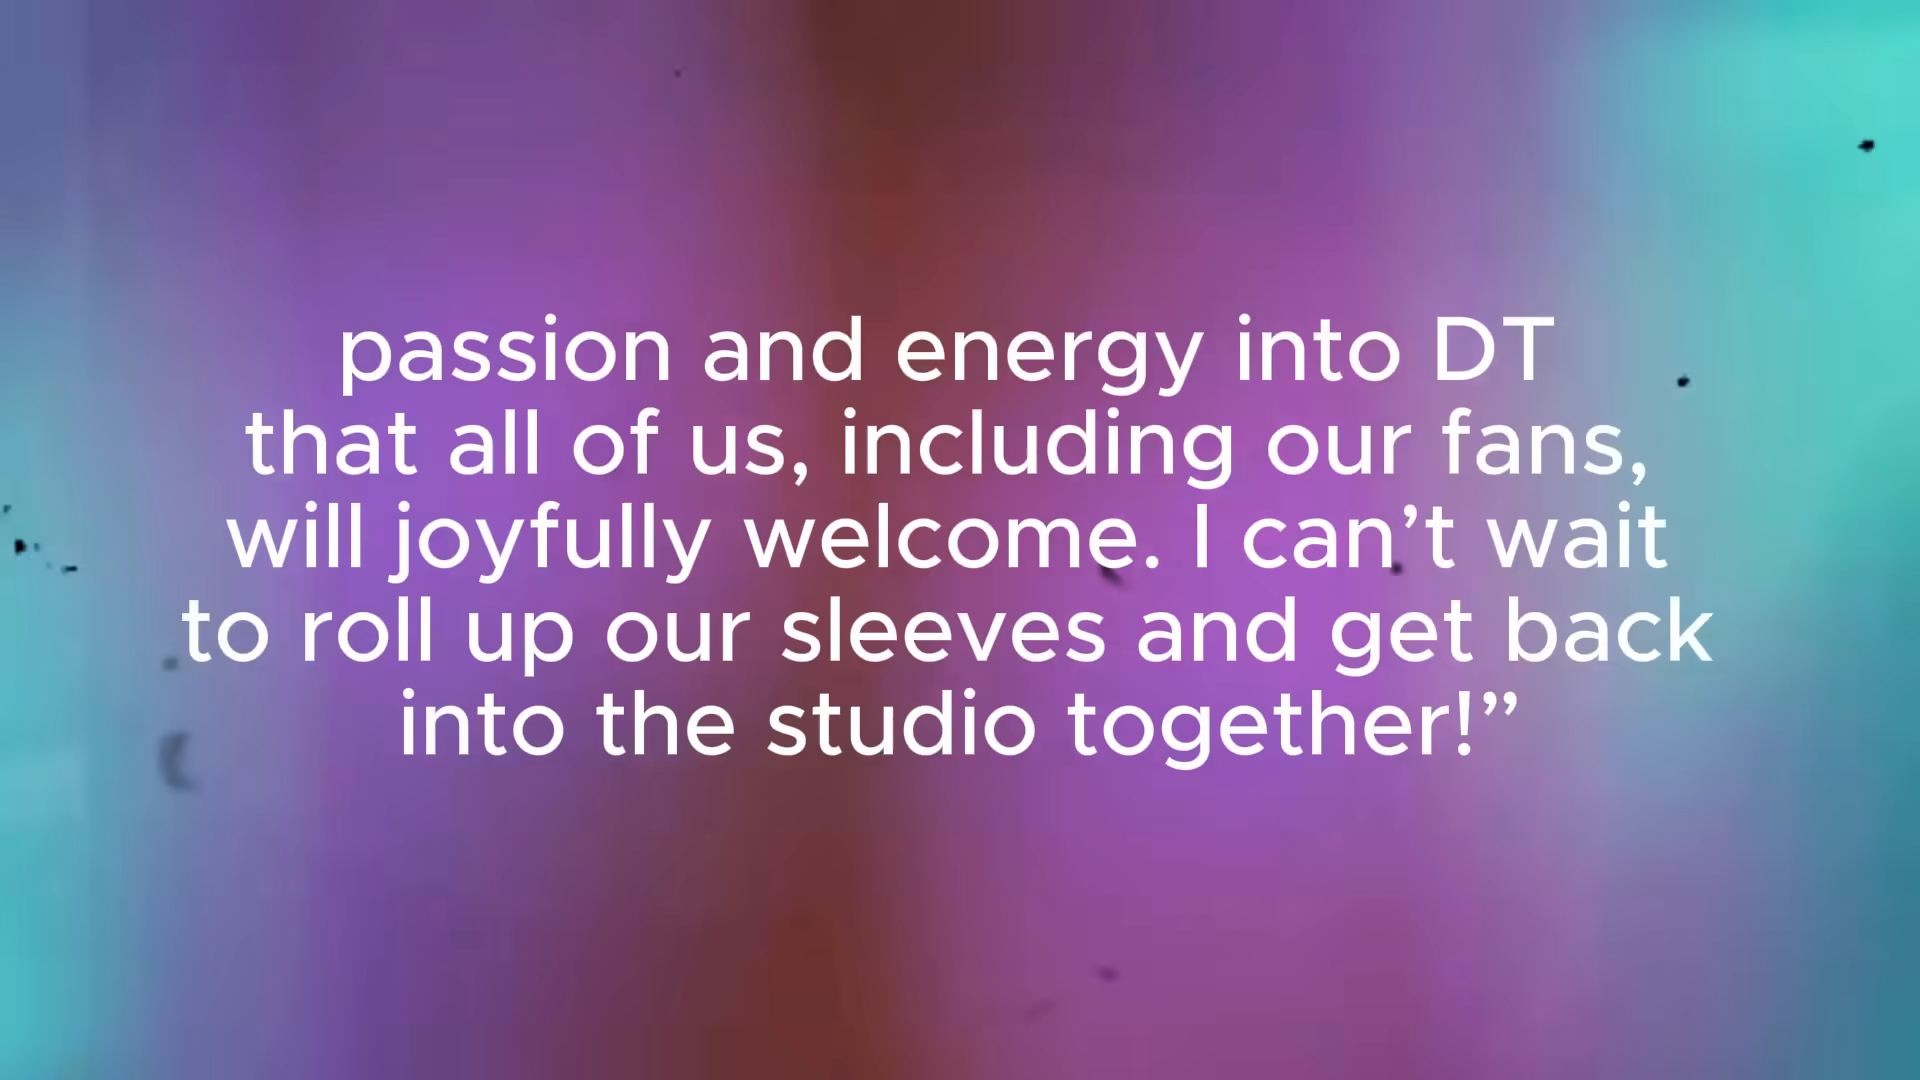 passion and energy into DT
that all of us, including our fans,
will joyfully welcome. I can’t wait
to roll up our sleeves and get back
into the studio together!”